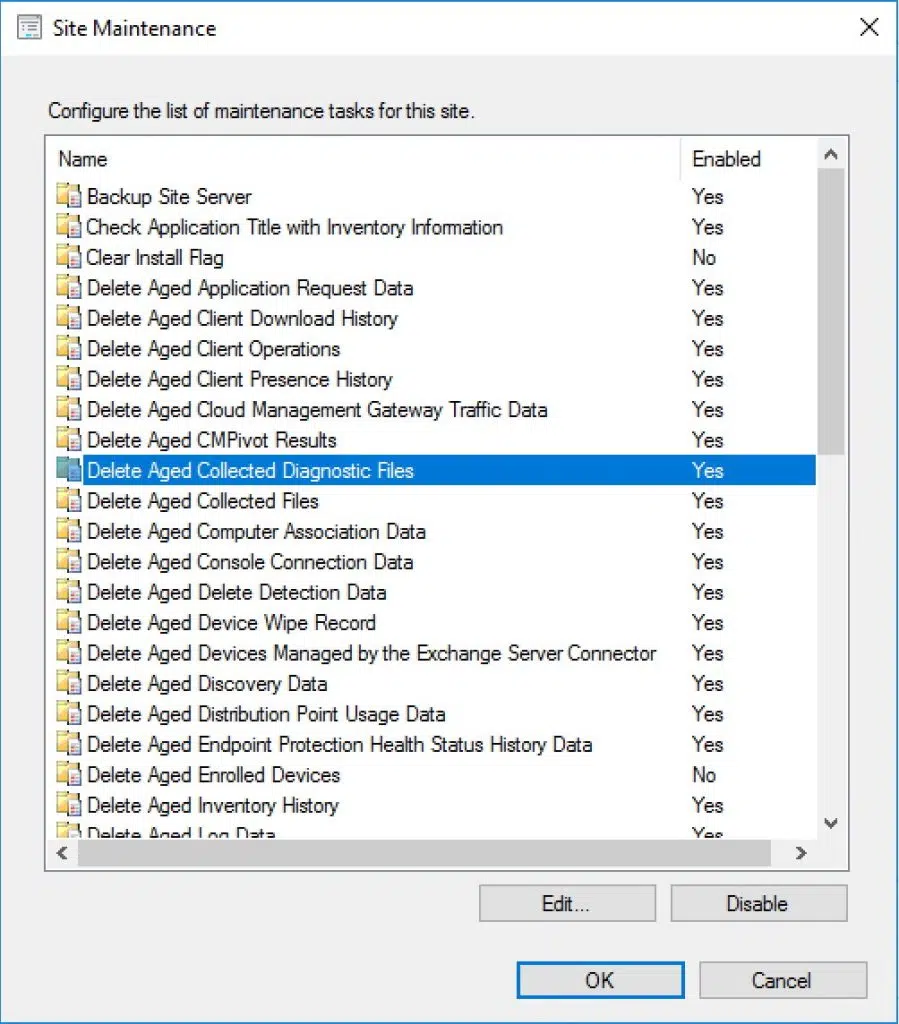 Site Maintenance
Configure the list of maintenance tasks for this site.
Name Enabled
Backup Site Server Yes
Check Application Title with Inventory Information Yes
Clear Install Flag No
Delete Aged Application Request Data Yes
Delete Aged Client Download History Yes
Delete Aged Client Operations Yes
Delete Aged Client Presence History Yes
Delete Aged Cloud Management Gateway Traffic Data Yes
Delete Aged CMPivot Results Yes
Delete Aged Collected Diagnostic Files Yes
Delete Aged Collected Files Yes
Delete Aged Computer Association Data Yes
Delete Aged Console Connection Data Yes
Delete Aged Delete Detection Data Yes
Delete Aged Device Wipe Record Yes
Delete Aged Devices Managed by the Exchange Server Connector Yes
Delete Aged Discovery Data Yes
Delete Aged Distribution Point Usage Data Yes
Delete Aged Endpoint Protection Health Status History Data Yes
Delete Aged Enrolled Devices No
Delete Aged Inventory History Yes
Delete Aged Log Data Yes
Edit... Disable
OK Cancel